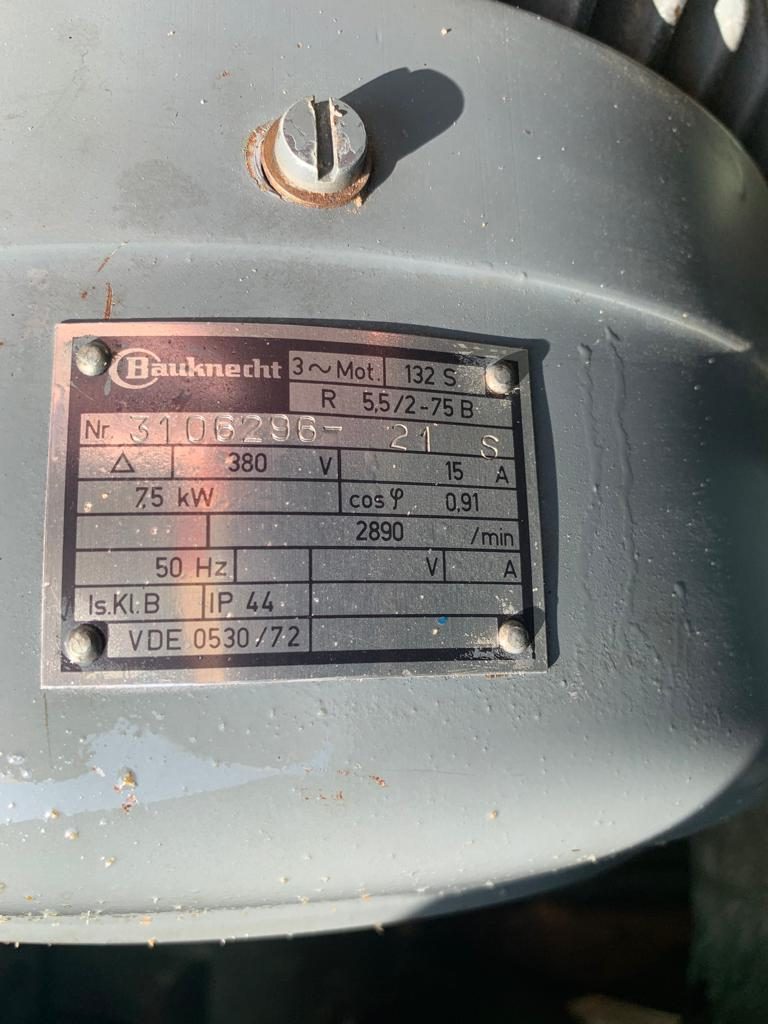 Bauknecht 3~Mot. 132 S
R 5,5/2-75 B
Nr. 3106296- 21 S
△ 380 V 15 A
7,5 kW cos φ 0,91
2890 /min
50 Hz V A
Is.Kl.B IP 44
VDE 0530/72